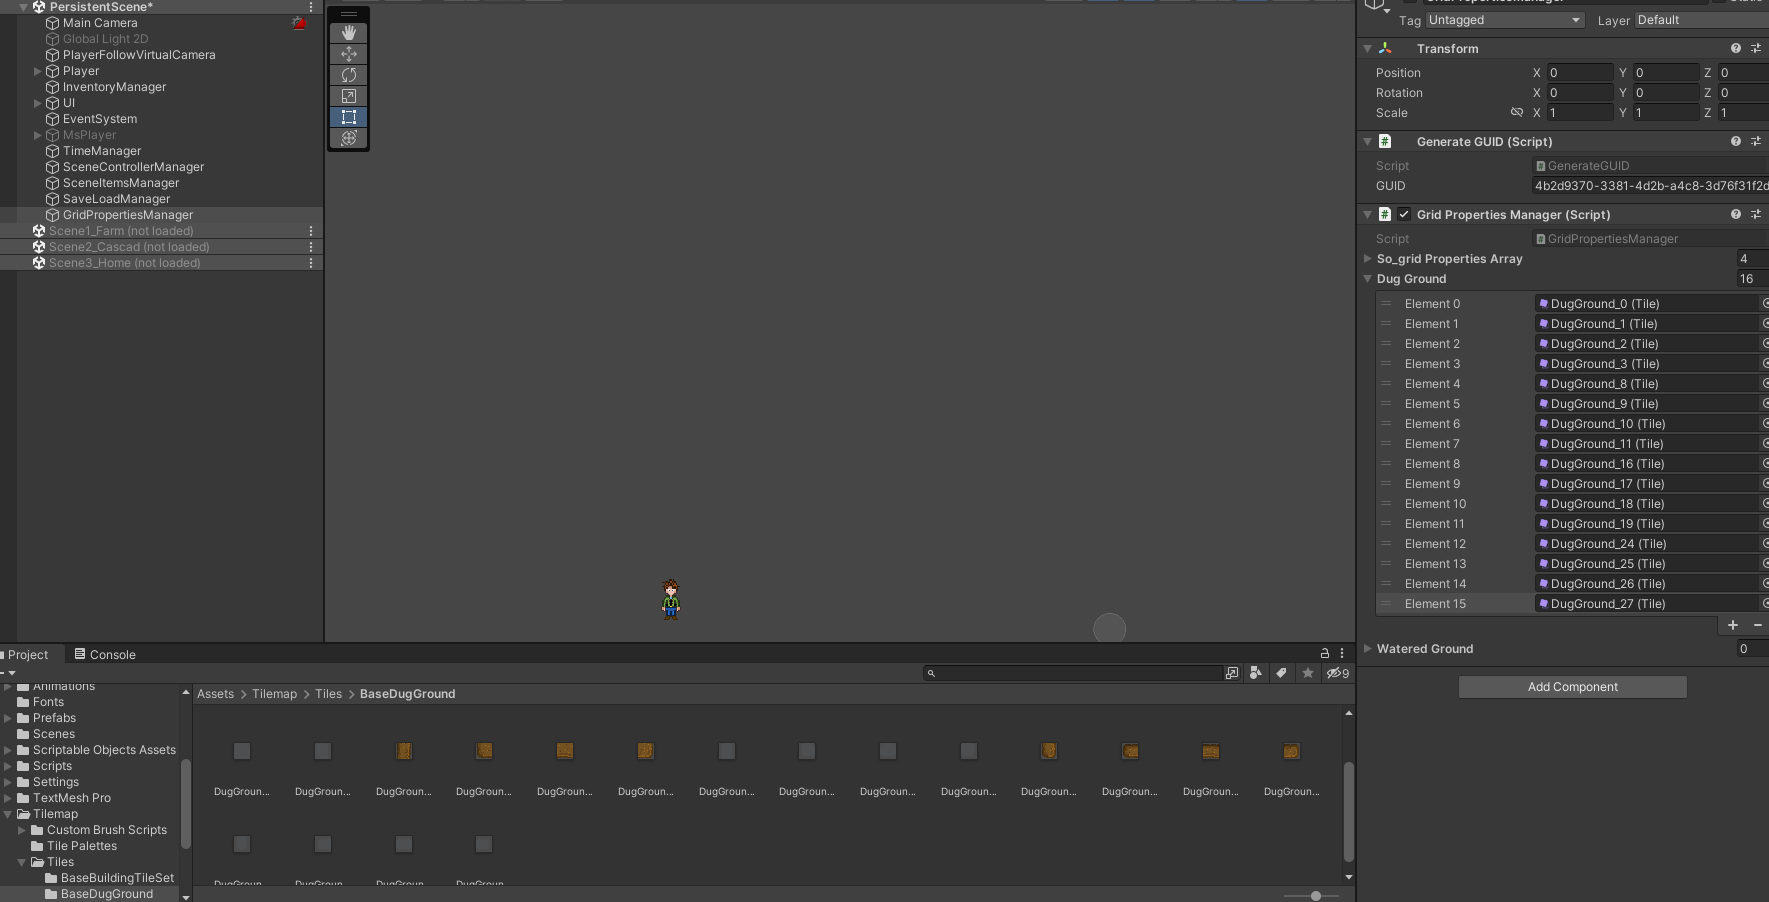 PersistentScene*
Main Camera
Global Light 2D
PlayerFollowVirtualCamera
Player
InventoryManager
UI
EventSystem
MsPlayer
TimeManager
SceneControllerManager
SceneItemsManager
SaveLoadManager
GridPropertiesManager
Scene1_Farm (not loaded)
Scene2_Cascad (not loaded)
Scene3_Home (not loaded)
Tag Untagged Layer Default
Transform
Position X 0 Y 0 Z 0
Rotation X 0 Y 0 Z 0
Scale X 1 Y 1 Z 1
Generate GUID (Script)
Script GenerateGUID
GUID 4b2d9370-3381-4d2b-a4c8-3d76f31f2d
Grid Properties Manager (Script)
Script GridPropertiesManager
So_grid Properties Array 4
Dug Ground 16
Element 0 DugGround_0 (Tile)
Element 1 DugGround_1 (Tile)
Element 2 DugGround_2 (Tile)
Element 3 DugGround_3 (Tile)
Element 4 DugGround_8 (Tile)
Element 5 DugGround_9 (Tile)
Element 6 DugGround_10 (Tile)
Element 7 DugGround_11 (Tile)
Element 8 DugGround_16 (Tile)
Element 9 DugGround_17 (Tile)
Element 10 DugGround_18 (Tile)
Element 11 DugGround_19 (Tile)
Element 12 DugGround_24 (Tile)
Element 13 DugGround_25 (Tile)
Element 14 DugGround_26 (Tile)
Element 15 DugGround_27 (Tile)
+ −
Watered Ground 0
Add Component
Project Console
9
Animations
Fonts
Prefabs
Scenes
Scriptable Objects Assets
Scripts
Settings
TextMesh Pro
Tilemap
Custom Brush Scripts
Tile Palettes
Tiles
BaseBuildingTileSet
BaseDugGround
Assets > Tilemap > Tiles > BaseDugGround
DugGroun... DugGroun... DugGroun... DugGroun... DugGroun... DugGroun... DugGroun... DugGroun... DugGroun... DugGroun... DugGroun... DugGroun... DugGroun... DugGroun...